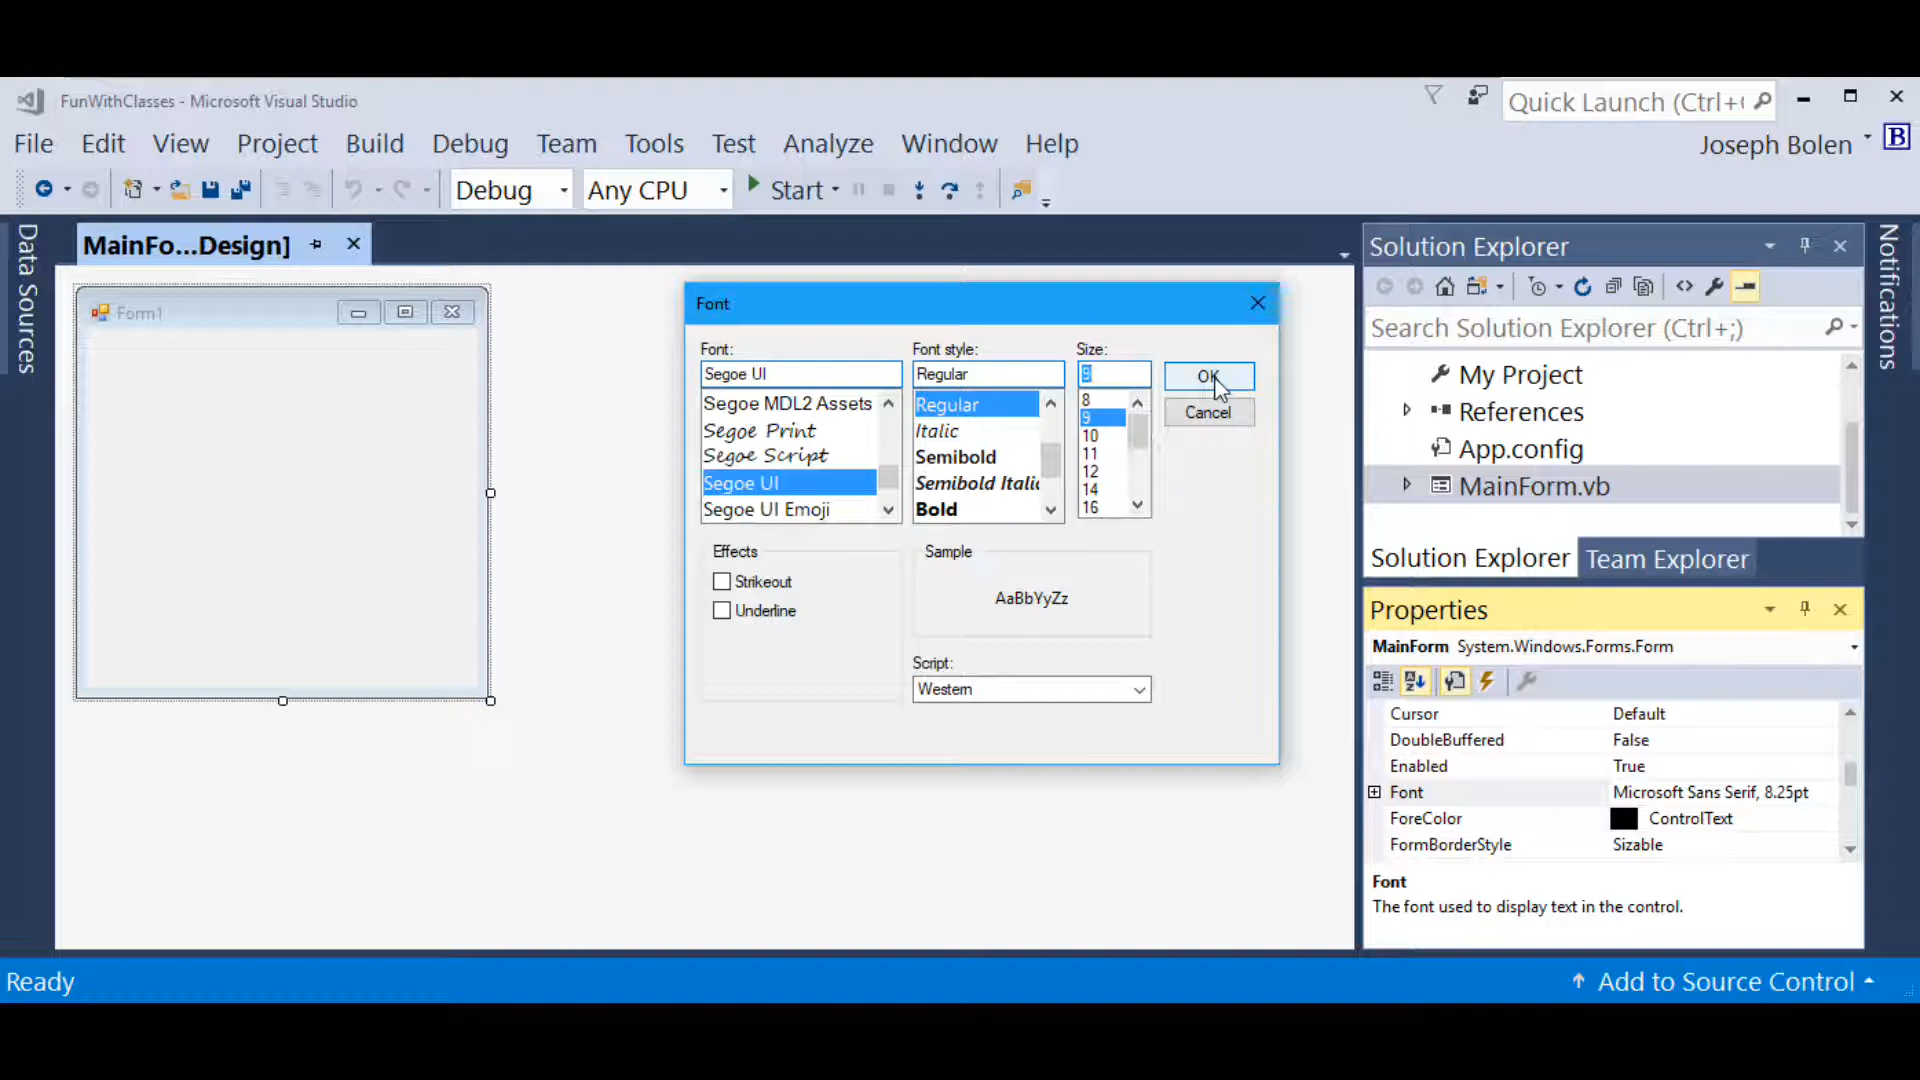 FunWithClasses - Microsoft Visual Studio
Quick Launch (Ctrl+
File Edit View Project Build Debug Team Tools Test Analyze Window Help
Joseph Bolen B
Debug Any CPU Start
Data Sources
MainFo...Design]
Form1
Font
Font: Font style: Size:
Segoe UI Regular 9
OK
Cancel
Segoe MDL2 Assets
Segoe Print
Segoe Script
Segoe UI
Segoe UI Emoji
Regular
Italic
Semibold
Semibold Italic
Bold
8
9
10
11
12
14
16
Effects
Strikeout
Underline
Sample
AaBbYyZz
Script:
Western
Solution Explorer
Search Solution Explorer (Ctrl+;)
My Project
References
App.config
MainForm.vb
Solution Explorer Team Explorer
Properties
MainForm System.Windows.Forms.Form
Cursor Default
DoubleBuffered False
Enabled True
Font Microsoft Sans Serif, 8.25pt
ForeColor ControlText
FormBorderStyle Sizable
Font
The font used to display text in the control.
Notifications
Ready
Add to Source Control